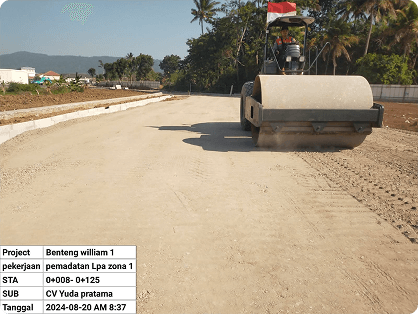 Project Benteng william 1
pekerjaan pemadatan Lpa zona 1
STA 0+008- 0+125
SUB CV Yuda pratama
Tanggal 2024-08-20 AM 8:37